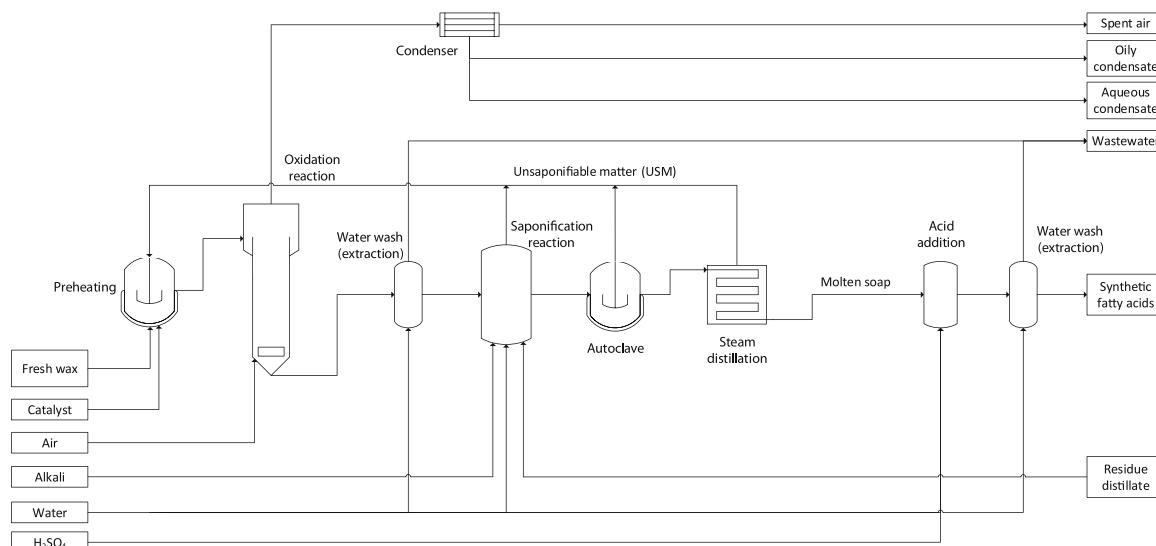 Spent air
Condenser
Oily
condensate
Aqueous
condensate
Wastewater
Oxidation
reaction
Unsaponifiable matter (USM)
Saponification
reaction
Water wash
(extraction)
Acid
addition
Water wash
(extraction)
Preheating
Molten soap
Synthetic
fatty acids
Autoclave
Steam
distillation
Fresh wax
Catalyst
Air
Alkali
Residue
distillate
Water
H₂SO₄